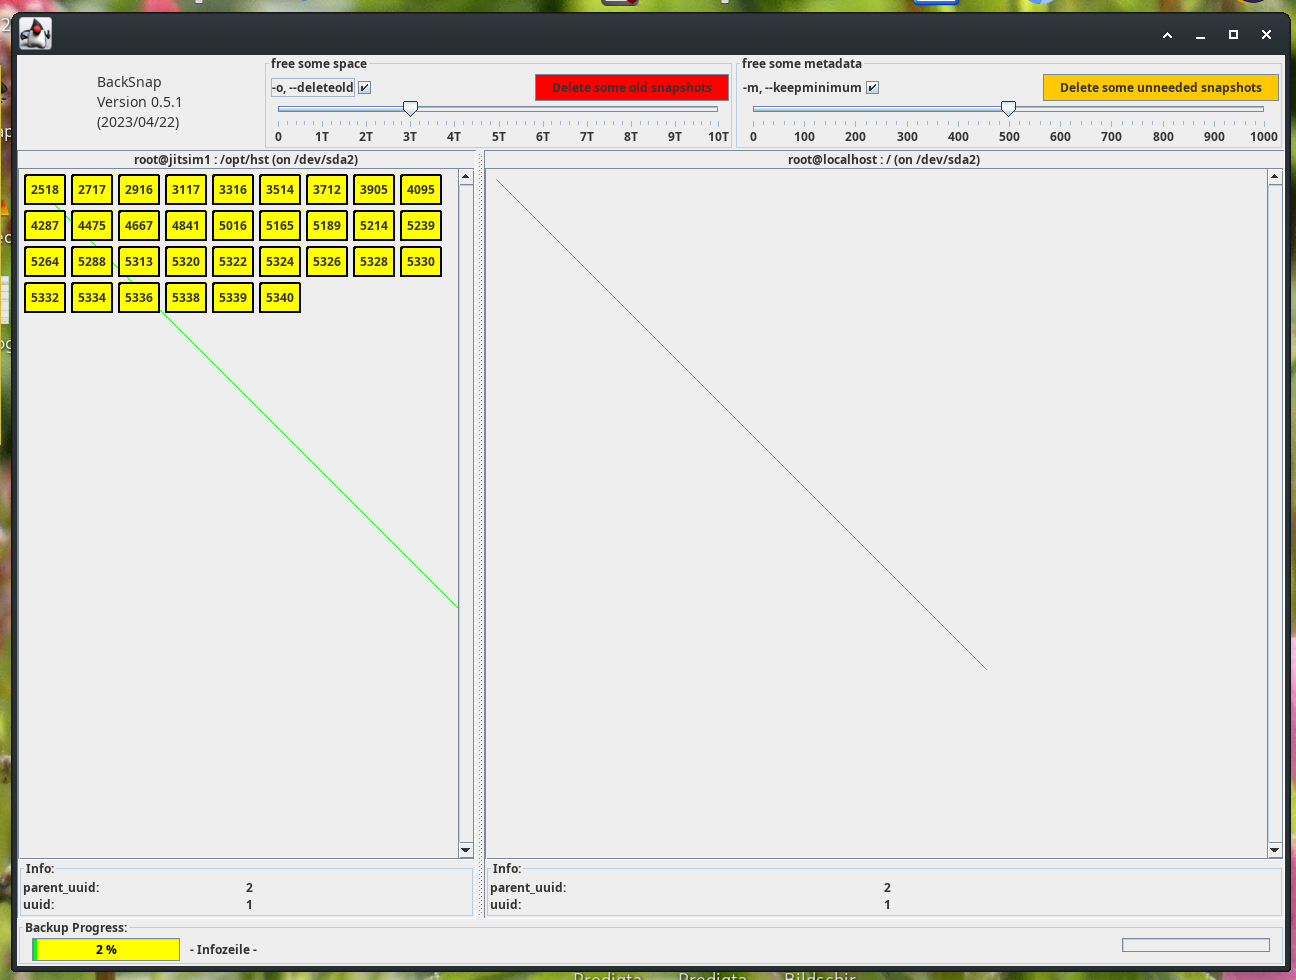 BackSnap
Version 0.5.1
(2023/04/22)
free some space
-o, --deleteold
Delete some old snapshots
0 1T 2T 3T 4T 5T 6T 7T 8T 9T 10T
free some metadata
-m, --keepminimum
Delete some unneeded snapshots
0 100 200 300 400 500 600 700 800 900 1000
root@jitsim1 : /opt/hst (on /dev/sda2)
2518 2717 2916 3117 3316 3514 3712 3905 4095
4287 4475 4667 4841 5016 5165 5189 5214 5239
5264 5288 5313 5320 5322 5324 5326 5328 5330
5332 5334 5336 5338 5339 5340
Info:
parent_uuid: 2
uuid: 1
root@localhost : / (on /dev/sda2)
Info:
parent_uuid: 2
uuid: 1
Backup Progress:
2 % - Infozeile -
Predigta Predigta Bildschir